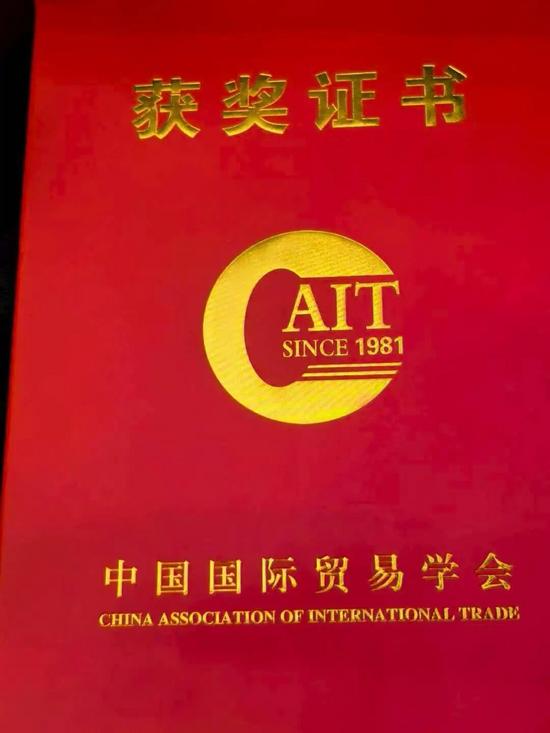 获奖证书
CAIT
SINCE 1981
中国国际贸易学会
CHINA ASSOCIATION OF INTERNATIONAL TRADE